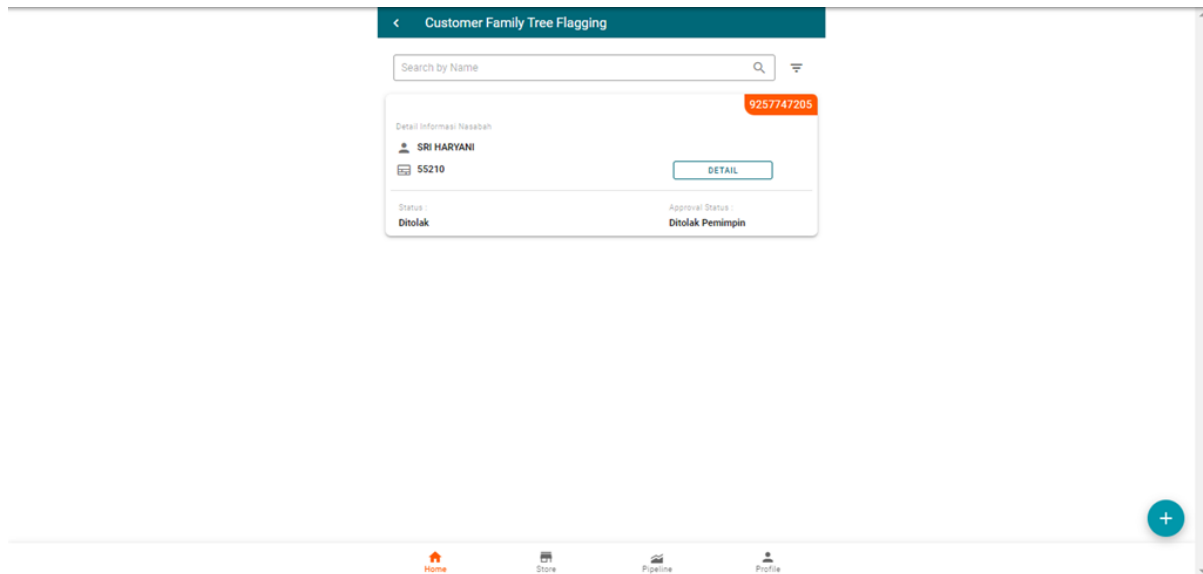 Customer Family Tree Flagging
Search by Name
9257747205
Detail Informasi Nasabah
SRI HARYANI
55210
DETAIL
Status :
Approval Status :
Ditolak
Ditolak Pemimpin
Home
Store
Pipeline
Profile